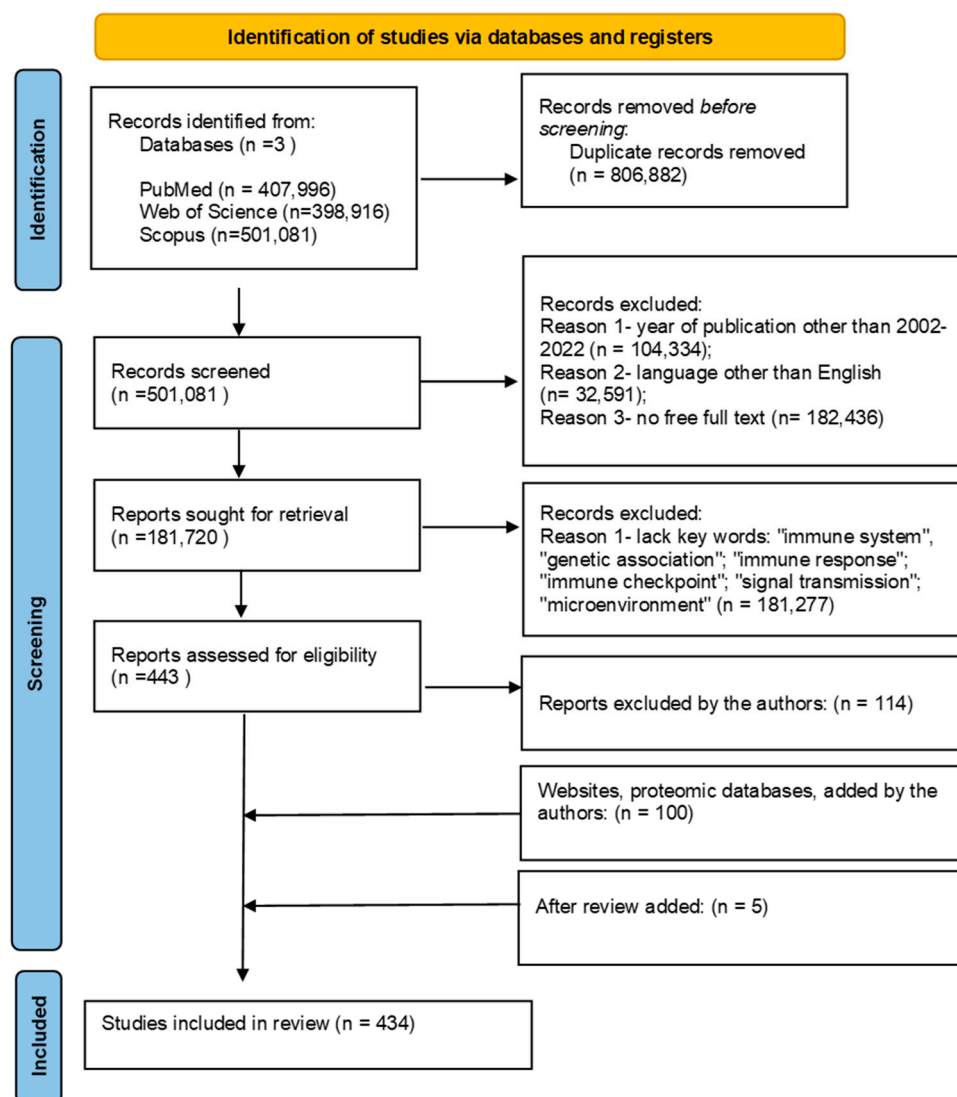 Identification of studies via databases and registers
Identification
Records identified from:
Databases (n =3 )
PubMed (n = 407,996)
Web of Science (n=398,916)
Scopus (n=501,081)
Records removed before
screening:
Duplicate records removed
(n = 806,882)
Screening
Records screened
(n =501,081 )
Records excluded:
Reason 1- year of publication other than 2002-
2022 (n = 104,334);
Reason 2- language other than English
(n= 32,591);
Reason 3- no free full text (n= 182,436)
Reports sought for retrieval
(n =181,720 )
Records excluded:
Reason 1- lack key words: "immune system",
"genetic association"; "immune response";
"immune checkpoint"; "signal transmission";
"microenvironment" (n = 181,277)
Reports assessed for eligibility
(n =443 )
Reports excluded by the authors: (n = 114)
Websites, proteomic databases, added by the
authors: (n = 100)
After review added: (n = 5)
Included
Studies included in review (n = 434)